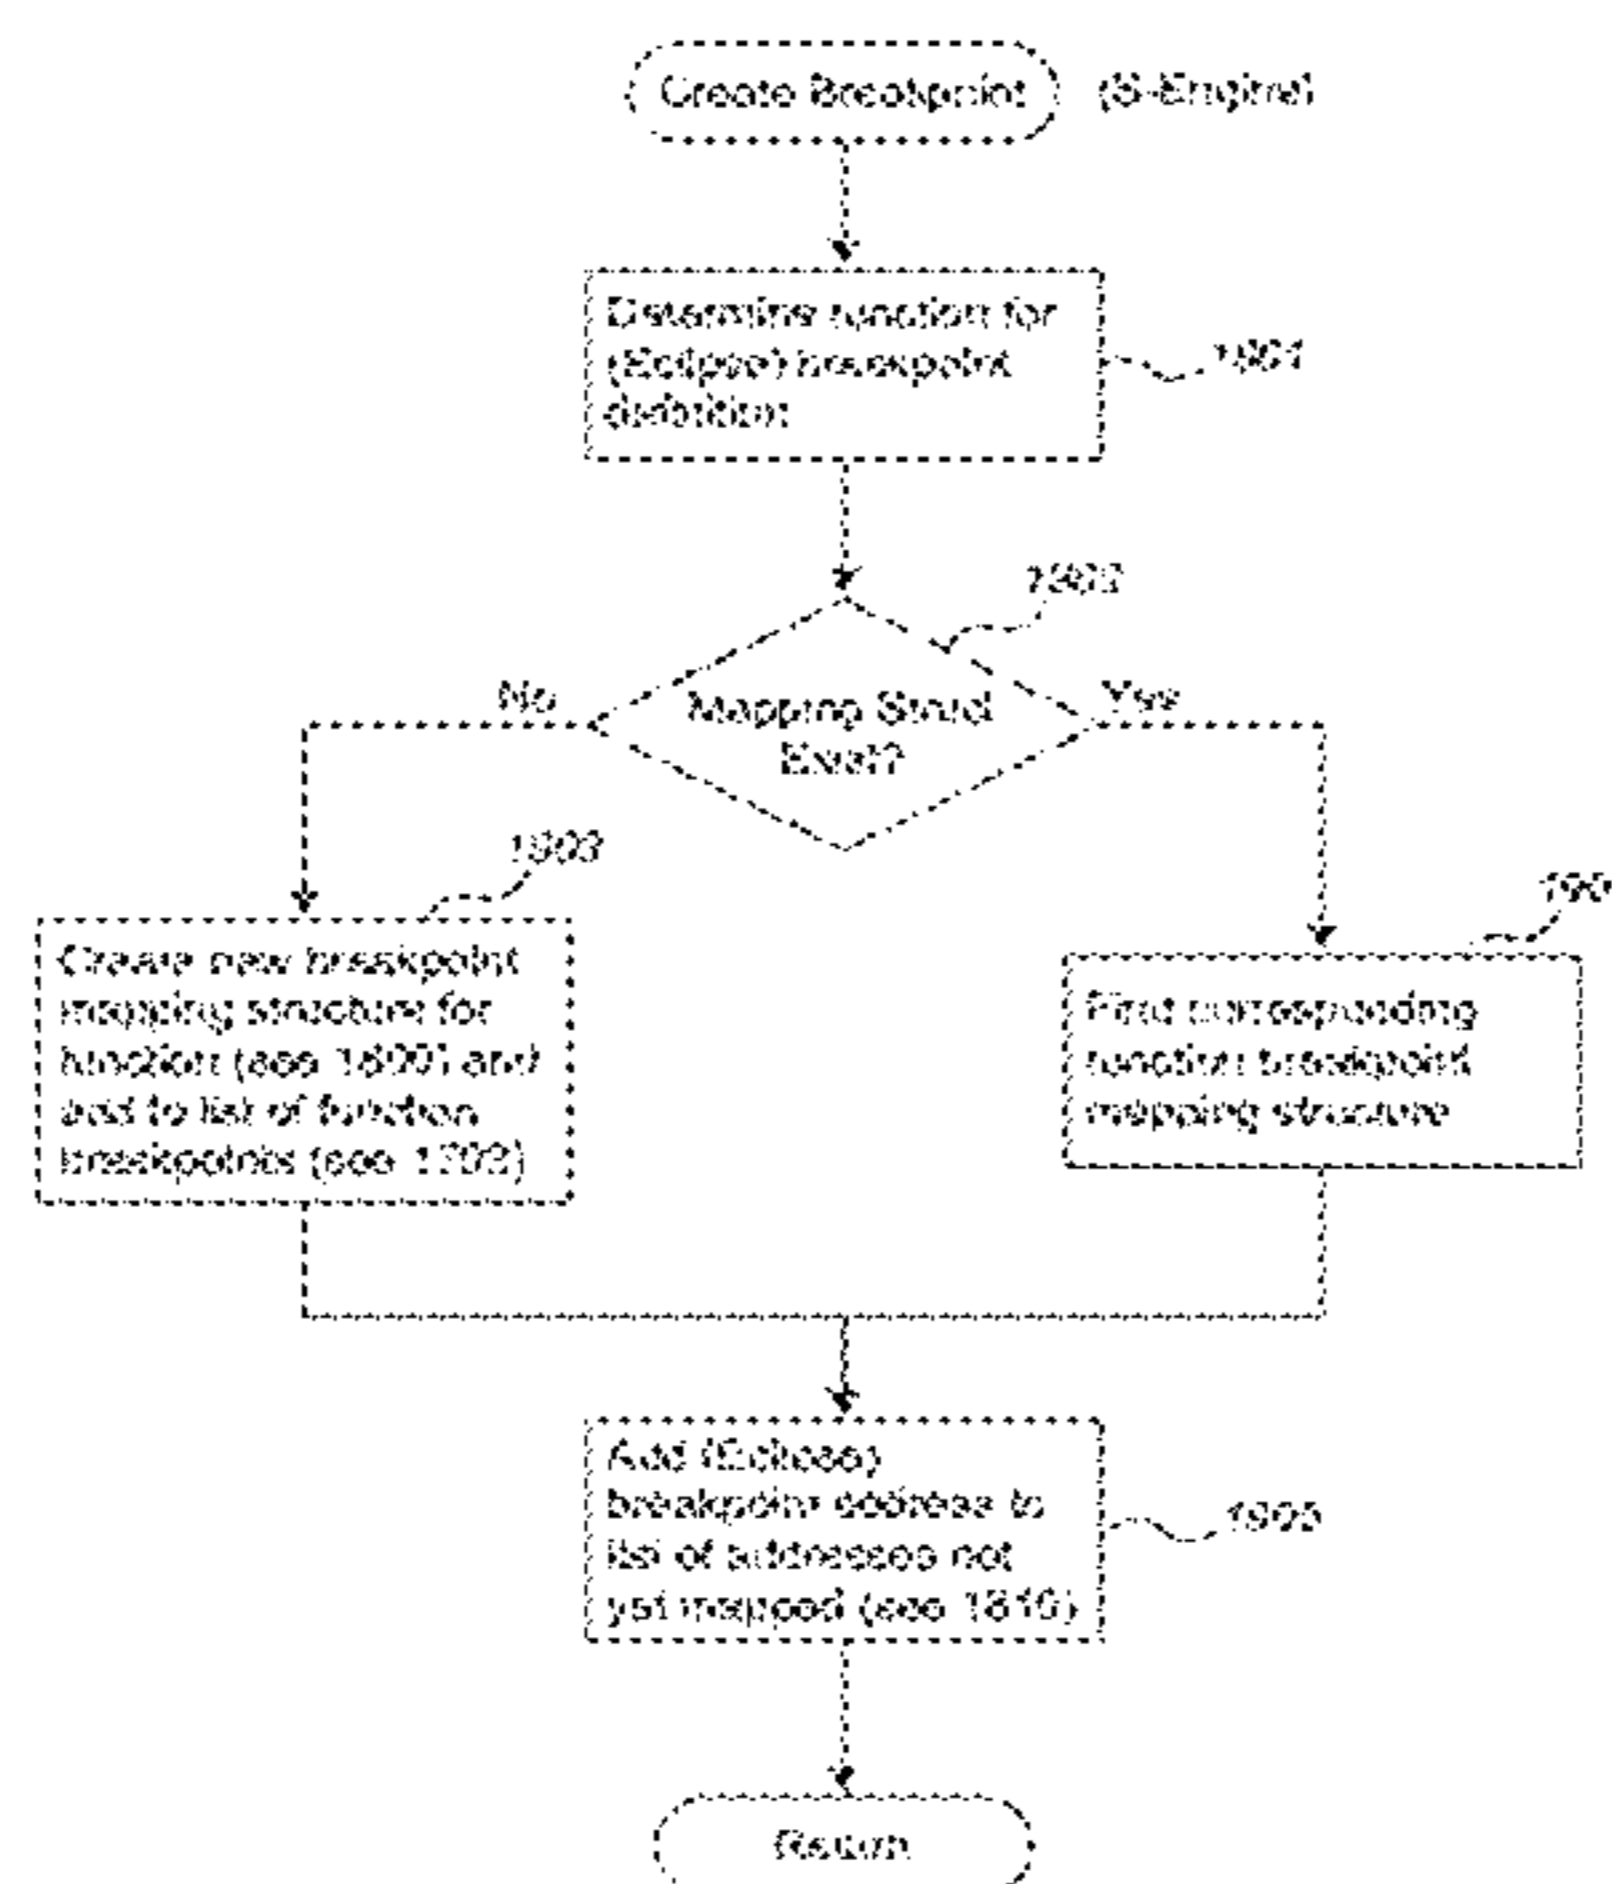 Create Breakpoint (S-Engine)
Determine function for
(Eclipse) breakpoint
definition
1901
1902
No
Mapping Struct
Yes
Exist?
1903
190
Create new breakpoint
mapping structure for
function (see 1800) and
add to list of function
breakpoints (see 1702)
Find corresponding
function breakpoint
mapping structure
Add (Eclipse)
breakpoint address to
list of addresses not
yet mapped (see 1810)
1905
Return